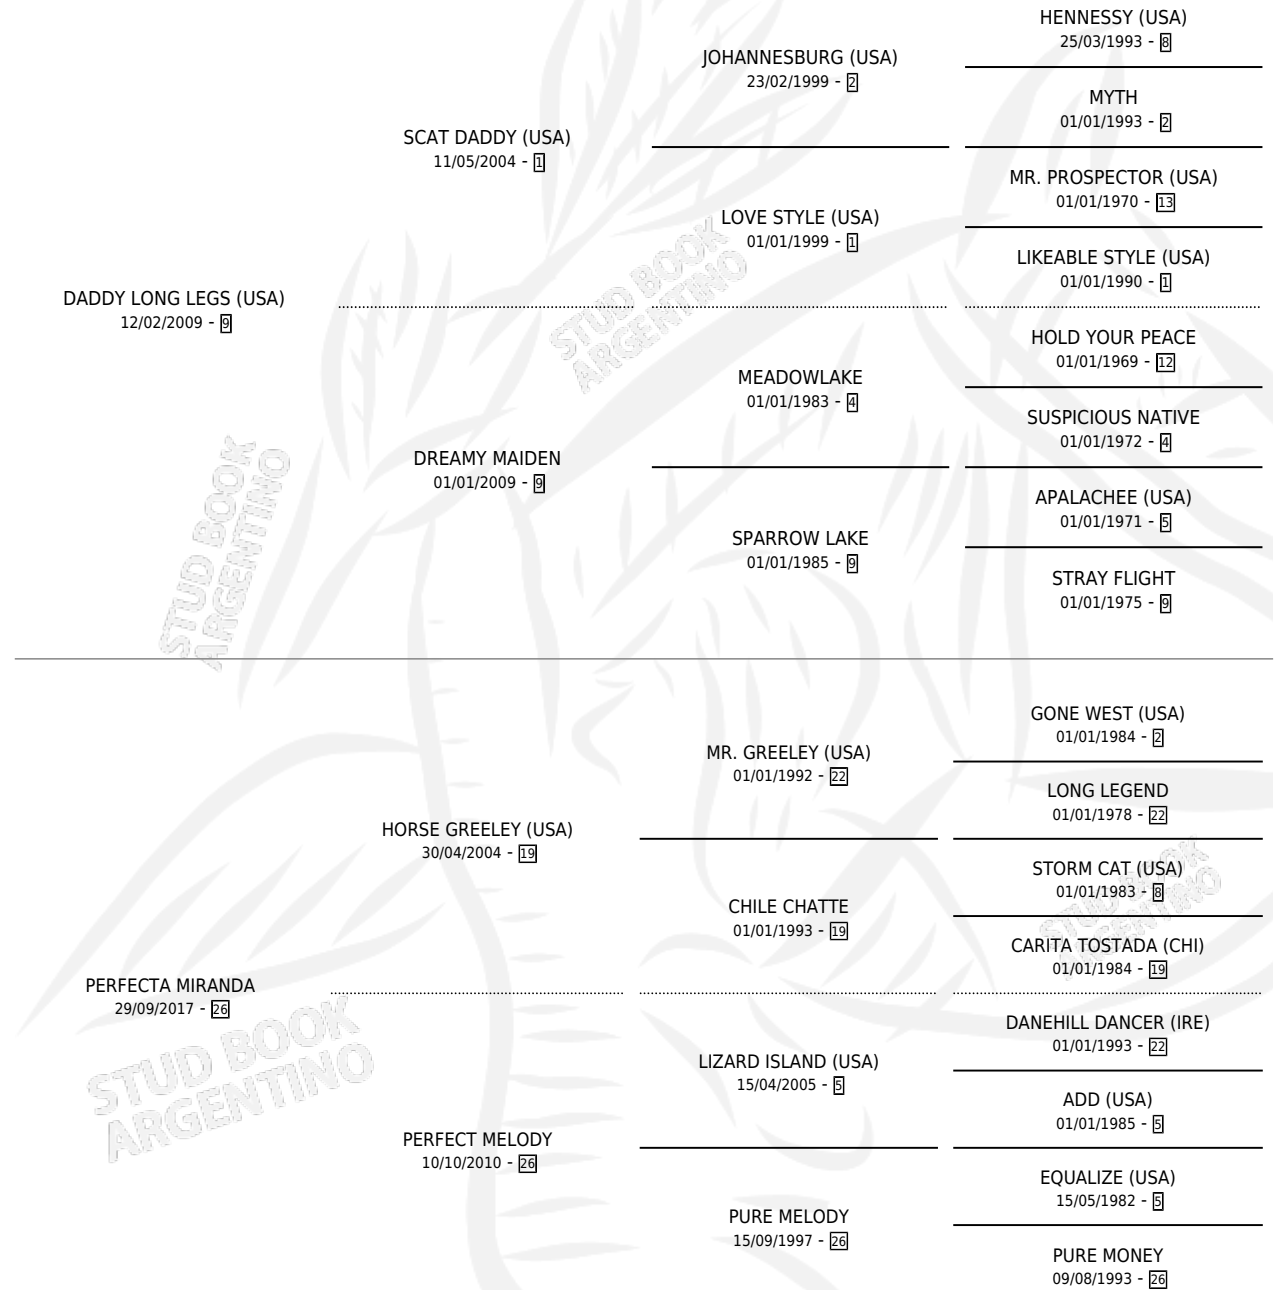 HENNESSY (USA)
25/03/1993 - 8
JOHANNESBURG (USA)
23/02/1999 - 2
MYTH
01/01/1993 - 2
SCAT DADDY (USA)
11/05/2004 - 1
MR. PROSPECTOR (USA)
01/01/1970 - 13
LOVE STYLE (USA)
01/01/1999 - 1
LIKEABLE STYLE (USA)
01/01/1990 - 1
DADDY LONG LEGS (USA)
12/02/2009 - 9
HOLD YOUR PEACE
01/01/1969 - 12
MEADOWLAKE
01/01/1983 - 4
SUSPICIOUS NATIVE
01/01/1972 - 4
DREAMY MAIDEN
01/01/2009 - 9
APALACHEE (USA)
01/01/1971 - 5
SPARROW LAKE
01/01/1985 - 9
STRAY FLIGHT
01/01/1975 - 9
STUD BOOK
ARGENTINO
STUD BOOK
ARGENTINO
GONE WEST (USA)
01/01/1984 - 2
MR. GREELEY (USA)
01/01/1992 - 22
LONG LEGEND
01/01/1978 - 22
HORSE GREELEY (USA)
30/04/2004 - 19
STORM CAT (USA)
01/01/1983 - 8
CHILE CHATTE
01/01/1993 - 19
CARITA TOSTADA (CHI)
01/01/1984 - 19
PERFECTA MIRANDA
29/09/2017 - 26
DANEHILL DANCER (IRE)
01/01/1993 - 22
LIZARD ISLAND (USA)
15/04/2005 - 5
ADD (USA)
01/01/1985 - 5
PERFECT MELODY
10/10/2010 - 26
EQUALIZE (USA)
15/05/1982 - 5
PURE MELODY
15/09/1997 - 26
PURE MONEY
09/08/1993 - 26
STUD BOOK
ARGENTINO
STUD BOOK
ARGENTINO